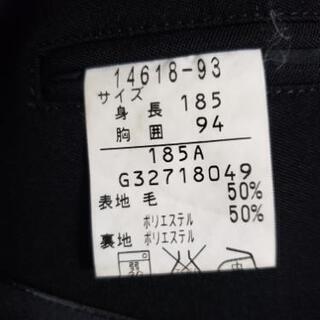 14618-93
サイズ
身長 185
胸囲 94
185A
G32718049
表地 毛 50%
ポリエステル 50%
裏地 ポリエステル
中